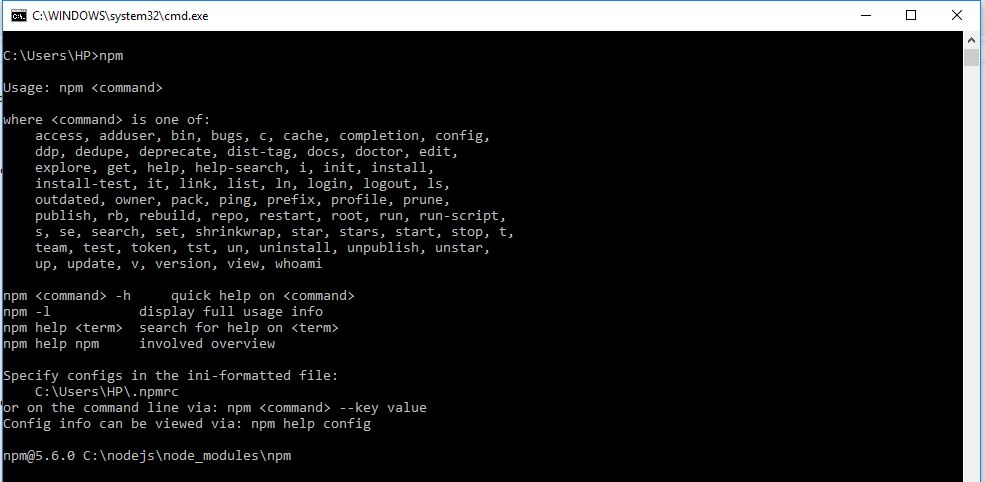 C:\WINDOWS\system32\cmd.exe
C:\Users\HP>npm
Usage: npm <command>
where <command> is one of:
    access, adduser, bin, bugs, c, cache, completion, config,
    ddp, dedupe, deprecate, dist-tag, docs, doctor, edit,
    explore, get, help, help-search, i, init, install,
    install-test, it, link, list, ln, login, logout, ls,
    outdated, owner, pack, ping, prefix, profile, prune,
    publish, rb, rebuild, repo, restart, root, run, run-script,
    s, se, search, set, shrinkwrap, star, stars, start, stop, t,
    team, test, token, tst, un, uninstall, unpublish, unstar,
    up, update, v, version, view, whoami
npm <command> -h     quick help on <command>
npm -l           display full usage info
npm help <term>  search for help on <term>
npm help npm     involved overview
Specify configs in the ini-formatted file:
    C:\Users\HP\.npmrc
or on the command line via: npm <command> --key value
Config info can be viewed via: npm help config
npm@5.6.0 C:\nodejs\node_modules\npm